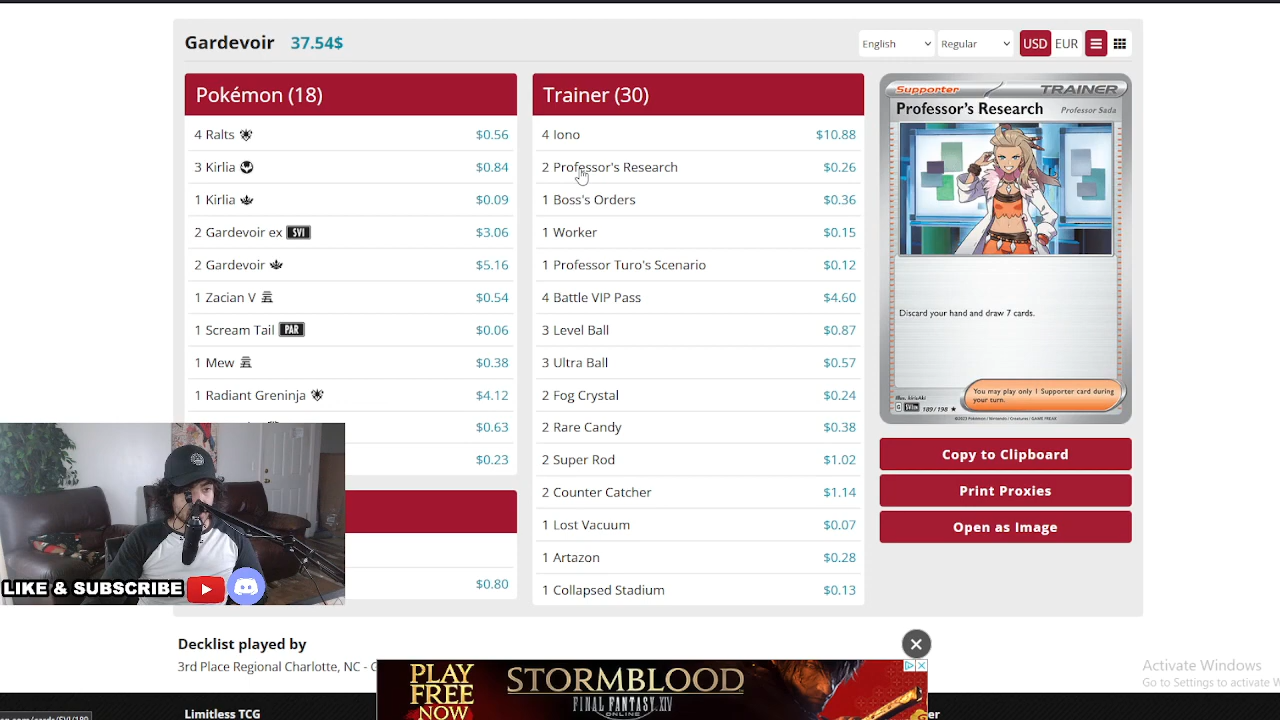 Gardevoir 37.54$
English Regular USD EUR
Pokémon (18)
4 Ralts $0.56
3 Kirlia $0.84
1 Kirlia $0.09
2 Gardevoir ex SVI $3.06
2 Gardevoir $5.16
1 Zacian V $0.54
1 Scream Tail PAR $0.06
1 Mew $0.38
1 Radiant Greninja $4.12
$0.63
$0.23
$0.80
Trainer (30)
4 Iono $10.88
2 Professor's Research $0.26
1 Boss's Orders $0.36
1 Worker $0.15
1 Professor Turo's Scenario $0.12
4 Battle VIP Pass $4.60
3 Level Ball $0.87
3 Ultra Ball $0.57
2 Fog Crystal $0.24
2 Rare Candy $0.38
2 Super Rod $1.02
2 Counter Catcher $1.14
1 Lost Vacuum $0.07
1 Artazon $0.28
1 Collapsed Stadium $0.13
Supporter TRAINER
Professor's Research Professor Sada
Discard your hand and draw 7 cards.
You may play only 1 Supporter card during
your turn.
189/198
Copy to Clipboard
Print Proxies
Open as Image
LIKE & SUBSCRIBE
Decklist played by
3rd Place Regional Charlotte, NC -
PLAY
FREE
NOW
STORMBLOOD
FINAL FANTASY XIV
ONLINE
Activate Windows
Go to Settings to activate
Limitless TCG